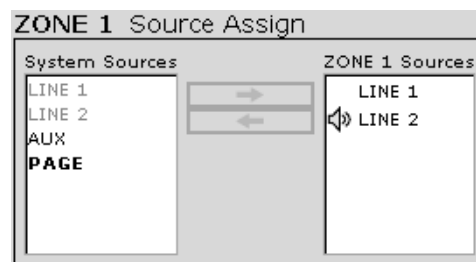 ZONE 1 Source Assign
System Sources
LINE 1
LINE 2
AUX
PAGE
ZONE 1 Sources
LINE 1
LINE 2